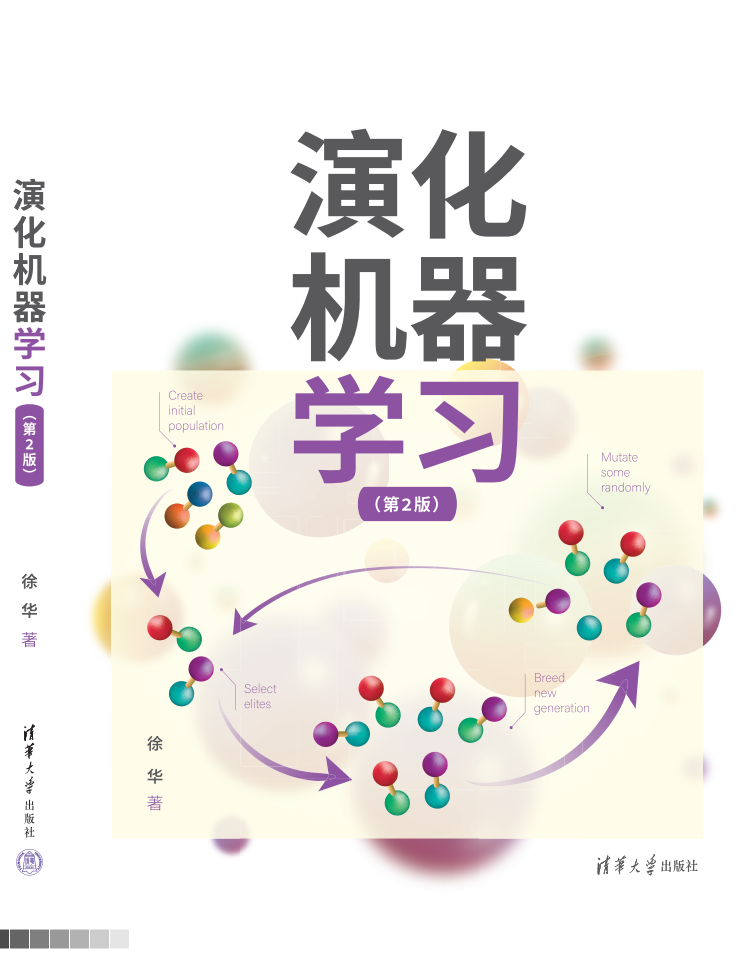 演化
机器
学习
（第2版）
演化机器学习
（第2版）
徐华 著
清华大学出版社
Create
initial
population
Mutate
some
randomly
Select
elites
Breed
new
generation
徐
华
著
清华大学出版社